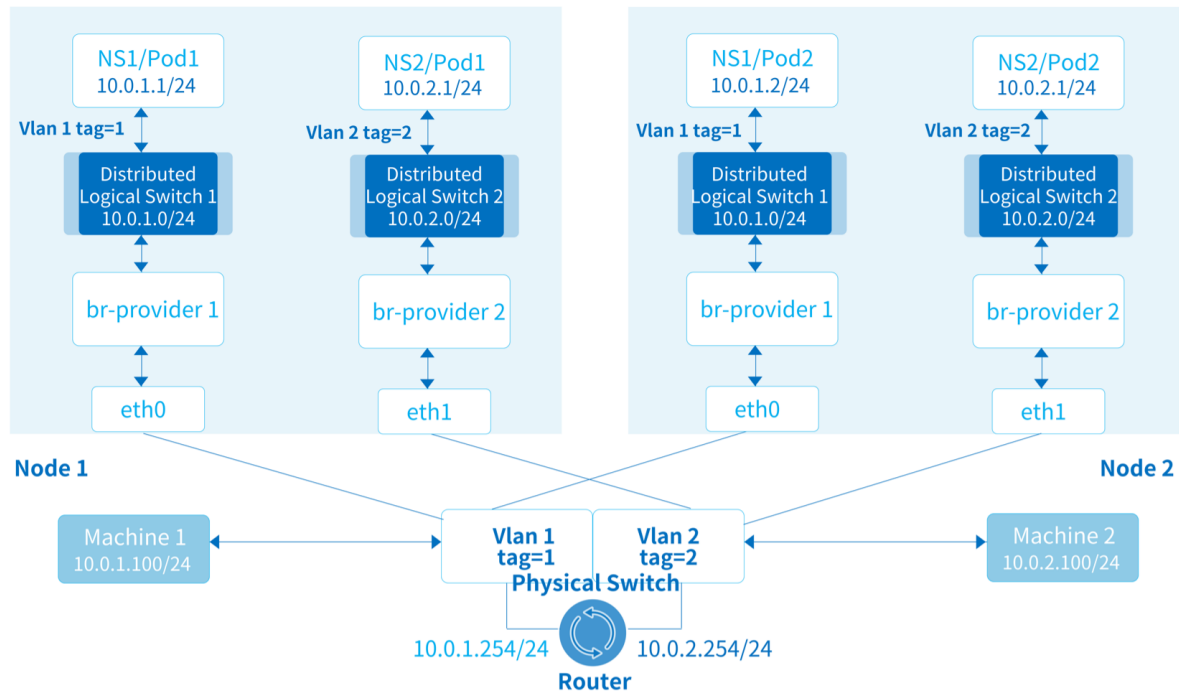 NS1/Pod1
10.0.1.1/24
NS2/Pod1
10.0.2.1/24
NS1/Pod2
10.0.1.2/24
NS2/Pod2
10.0.2.1/24
Vlan 1 tag=1
Vlan 2 tag=2
Vlan 1 tag=1
Vlan 2 tag=2
Distributed
Logical Switch 1
10.0.1.0/24
Distributed
Logical Switch 2
10.0.2.0/24
Distributed
Logical Switch 1
10.0.1.0/24
Distributed
Logical Switch 2
10.0.2.0/24
br-provider 1
br-provider 2
br-provider 1
br-provider 2
eth0
eth1
eth0
eth1
Node 1
Node 2
Machine 1
10.0.1.100/24
Vlan 1
tag=1
Vlan 2
tag=2
Machine 2
10.0.2.100/24
Physical Switch
10.0.1.254/24
10.0.2.254/24
Router